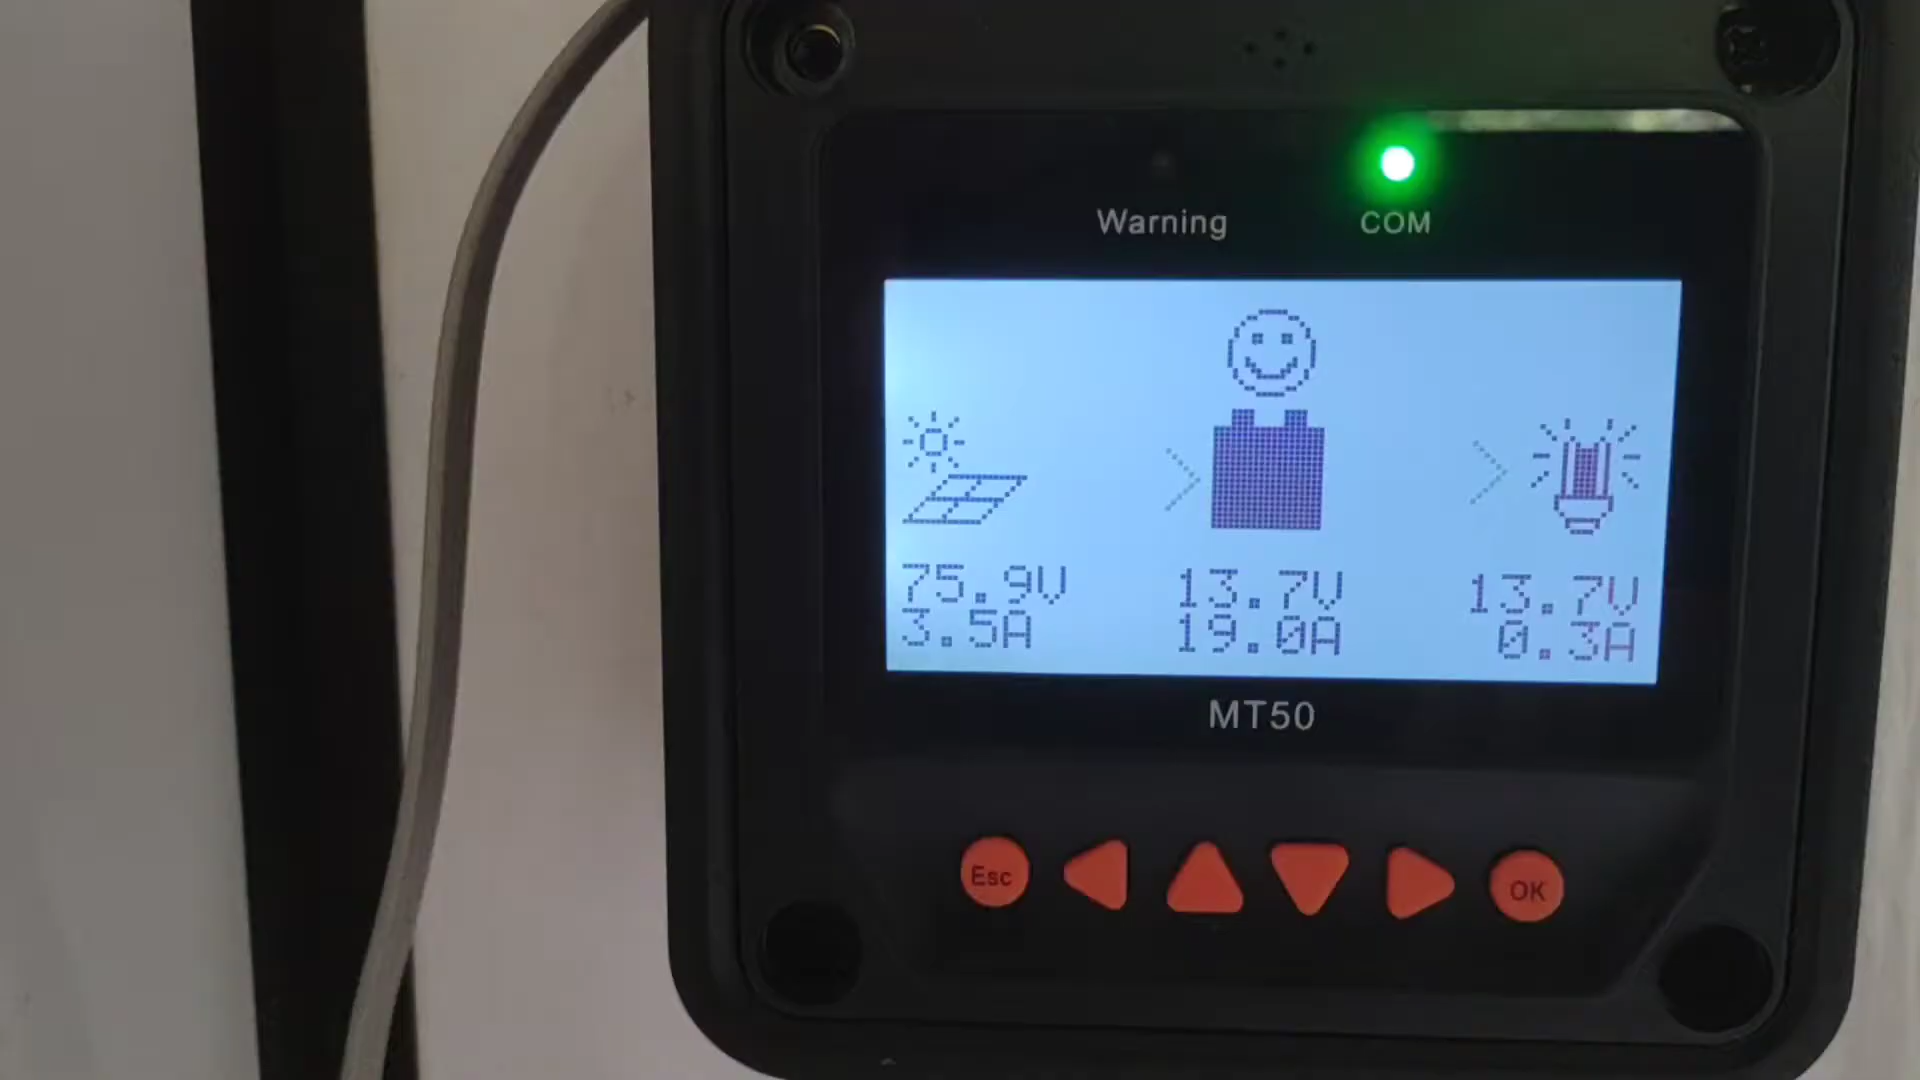 Warning COM
75.9V 13.7V 13.7V
3.5A 19.0A 0.3A
MT50
Esc OK